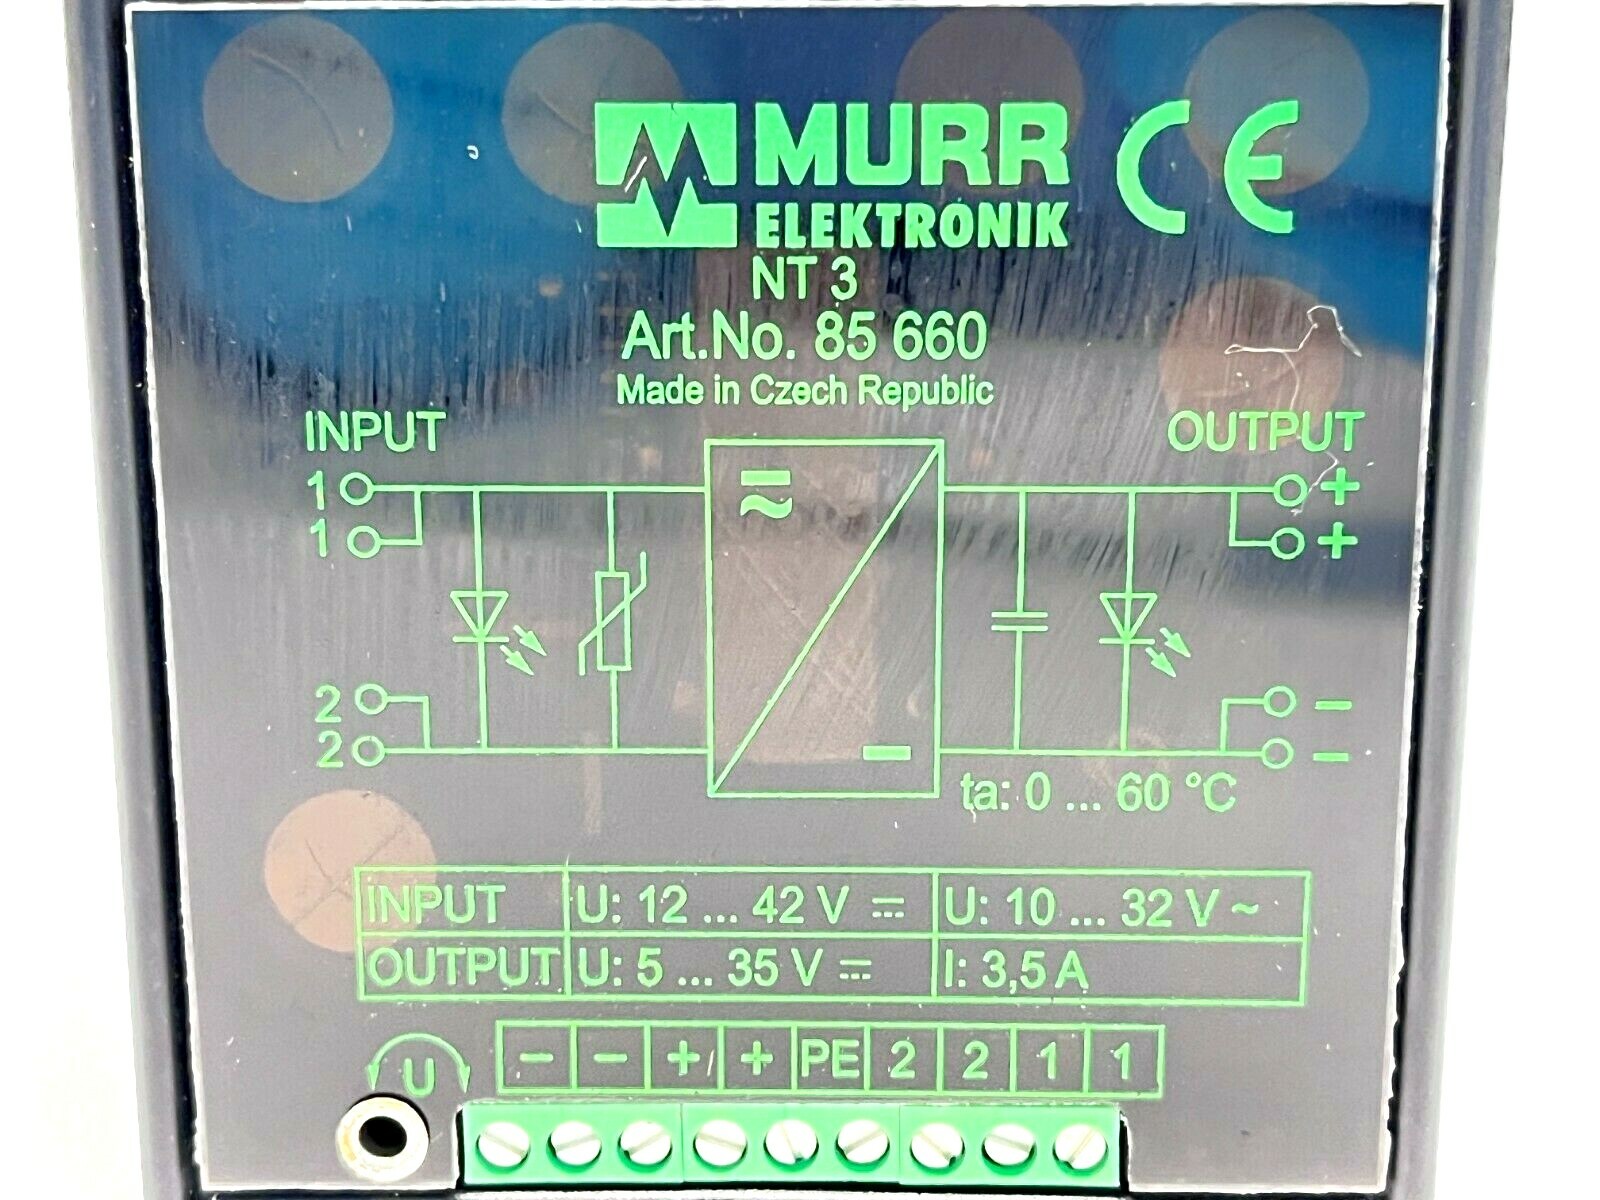 MURR CE
ELEKTRONIK
NT 3
Art.No. 85 660
Made in Czech Republic
INPUT OUTPUT
1 +
1 +
2 −
2 −
ta: 0 ... 60 °C
INPUT U: 12 ... 42 V ⎓ U: 10 ... 32 V ~
OUTPUT U: 5 ... 35 V ⎓ I: 3,5 A
U − − + + PE 2 2 1 1